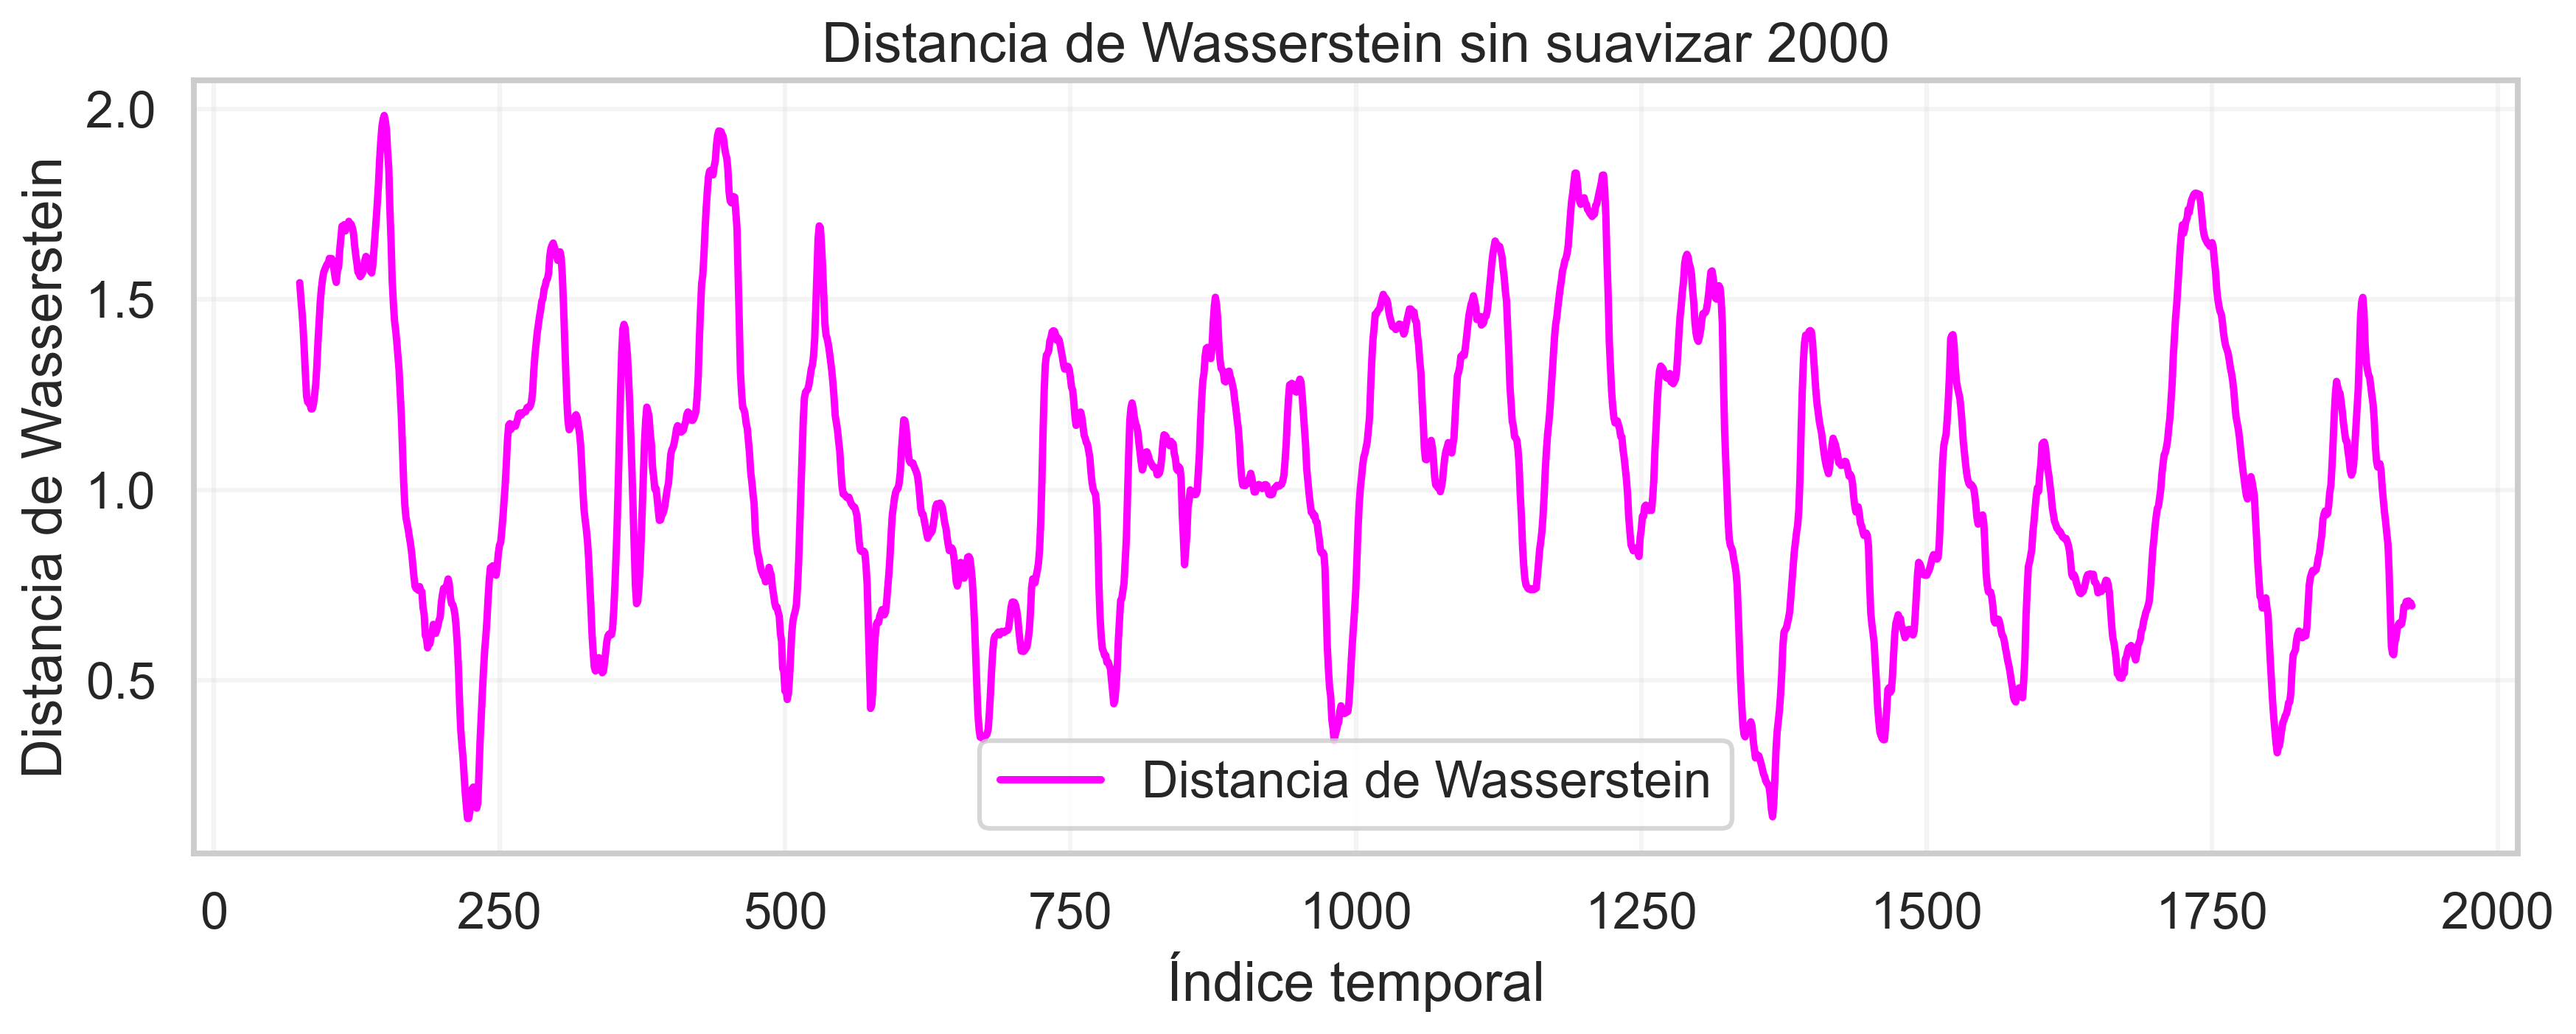 Distancia de Wasserstein sin suavizar 2000
Distancia de Wasserstein
2.0
1.5
1.0
0.5
Distancia de Wasserstein
0 250 500 750 1000 1250 1500 1750 2000
Índice temporal